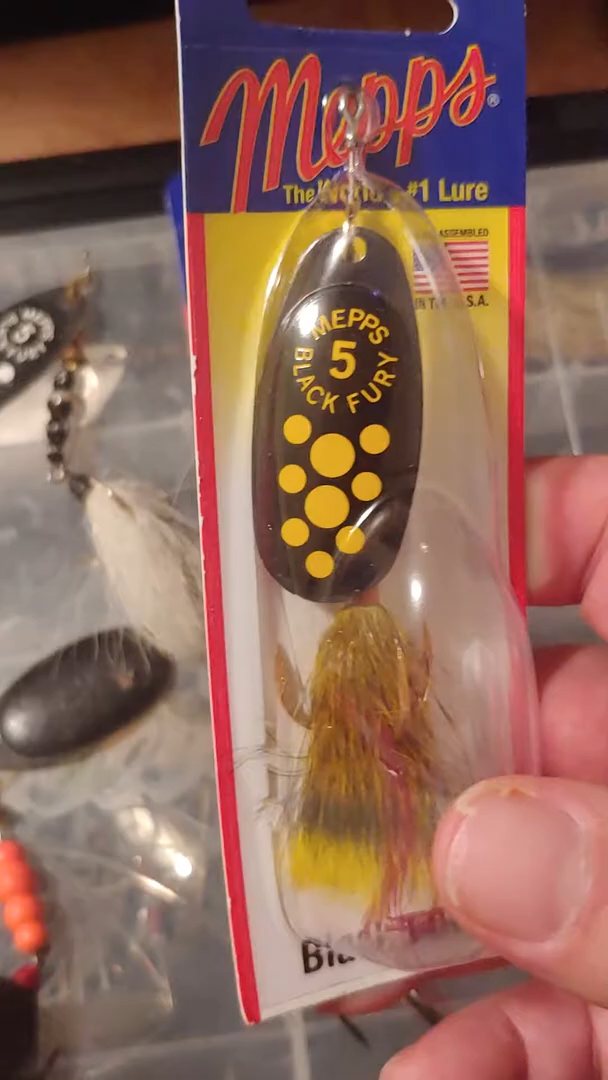 Mepps®
The World's #1 Lure
ASSEMBLED
IN THE U.S.A.
MEPPS
5
BLACK FURY